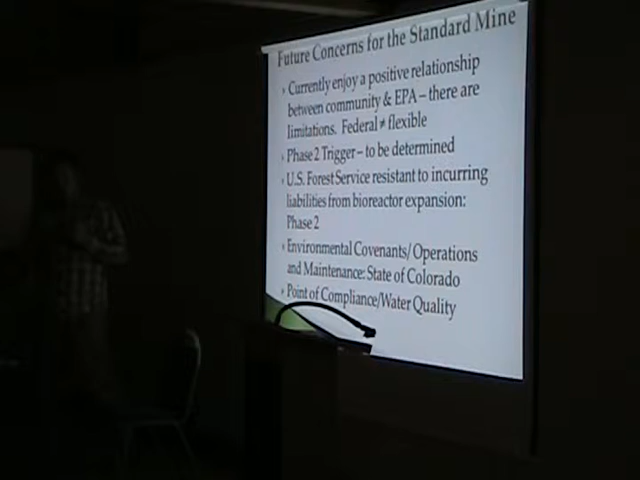 Future Concerns for the Standard Mine
Currently enjoy a positive relationship
between community & EPA – there are
limitations. Federal ≠ flexible
Phase 2 Trigger – to be determined
U.S. Forest Service resistant to incurring
liabilities from bioreactor expansion:
Phase 2
Environmental Covenants/Operations
and Maintenance: State of Colorado
Point of Compliance/Water Quality